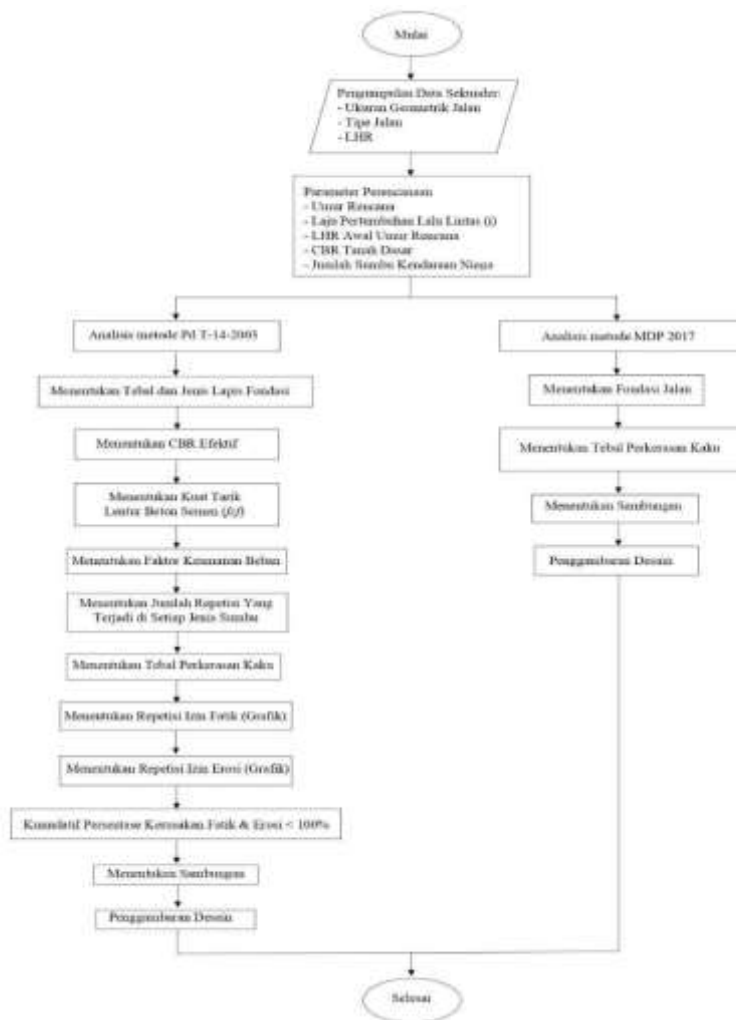 Mulai
Pengumpulan Data Sekunder:
- Ukuran Geometrik Jalan
- Tipe Jalan
- LHR
Parameter Perencanaan
- Umur Rencana
- Laju Pertumbuhan Lalu Lintas (i)
- LHR Awal Umur Rencana
- CBR Tanah Dasar
- Jumlah Sumbu Kendaraan Niaga
Analisis metode Pd T-14-2003
Menentukan Tebal dan Jenis Lapis Fondasi
Menentukan CBR Efektif
Menentukan Kuat Tarik
Lentur Beton Semen
Menentukan Faktor Keamanan Beban
Menentukan Jumlah Repetisi Yang
Terjadi di Setiap Jenis Sumbu
Menentukan Tebal Perkerasan Kaku
Menentukan Repetisi Izin Fatik (Grafik)
Menentukan Repetisi Izin Erosi (Grafik)
Kumulatif Persentase Kerusakan Fatik & Erosi < 100%
Menentukan Sambungan
Penggambaran Desain
Analisis metode MDP 2017
Menentukan Fondasi Jalan
Menentukan Tebal Perkerasan Kaku
Menentukan Sambungan
Penggambaran Desain
Selesai